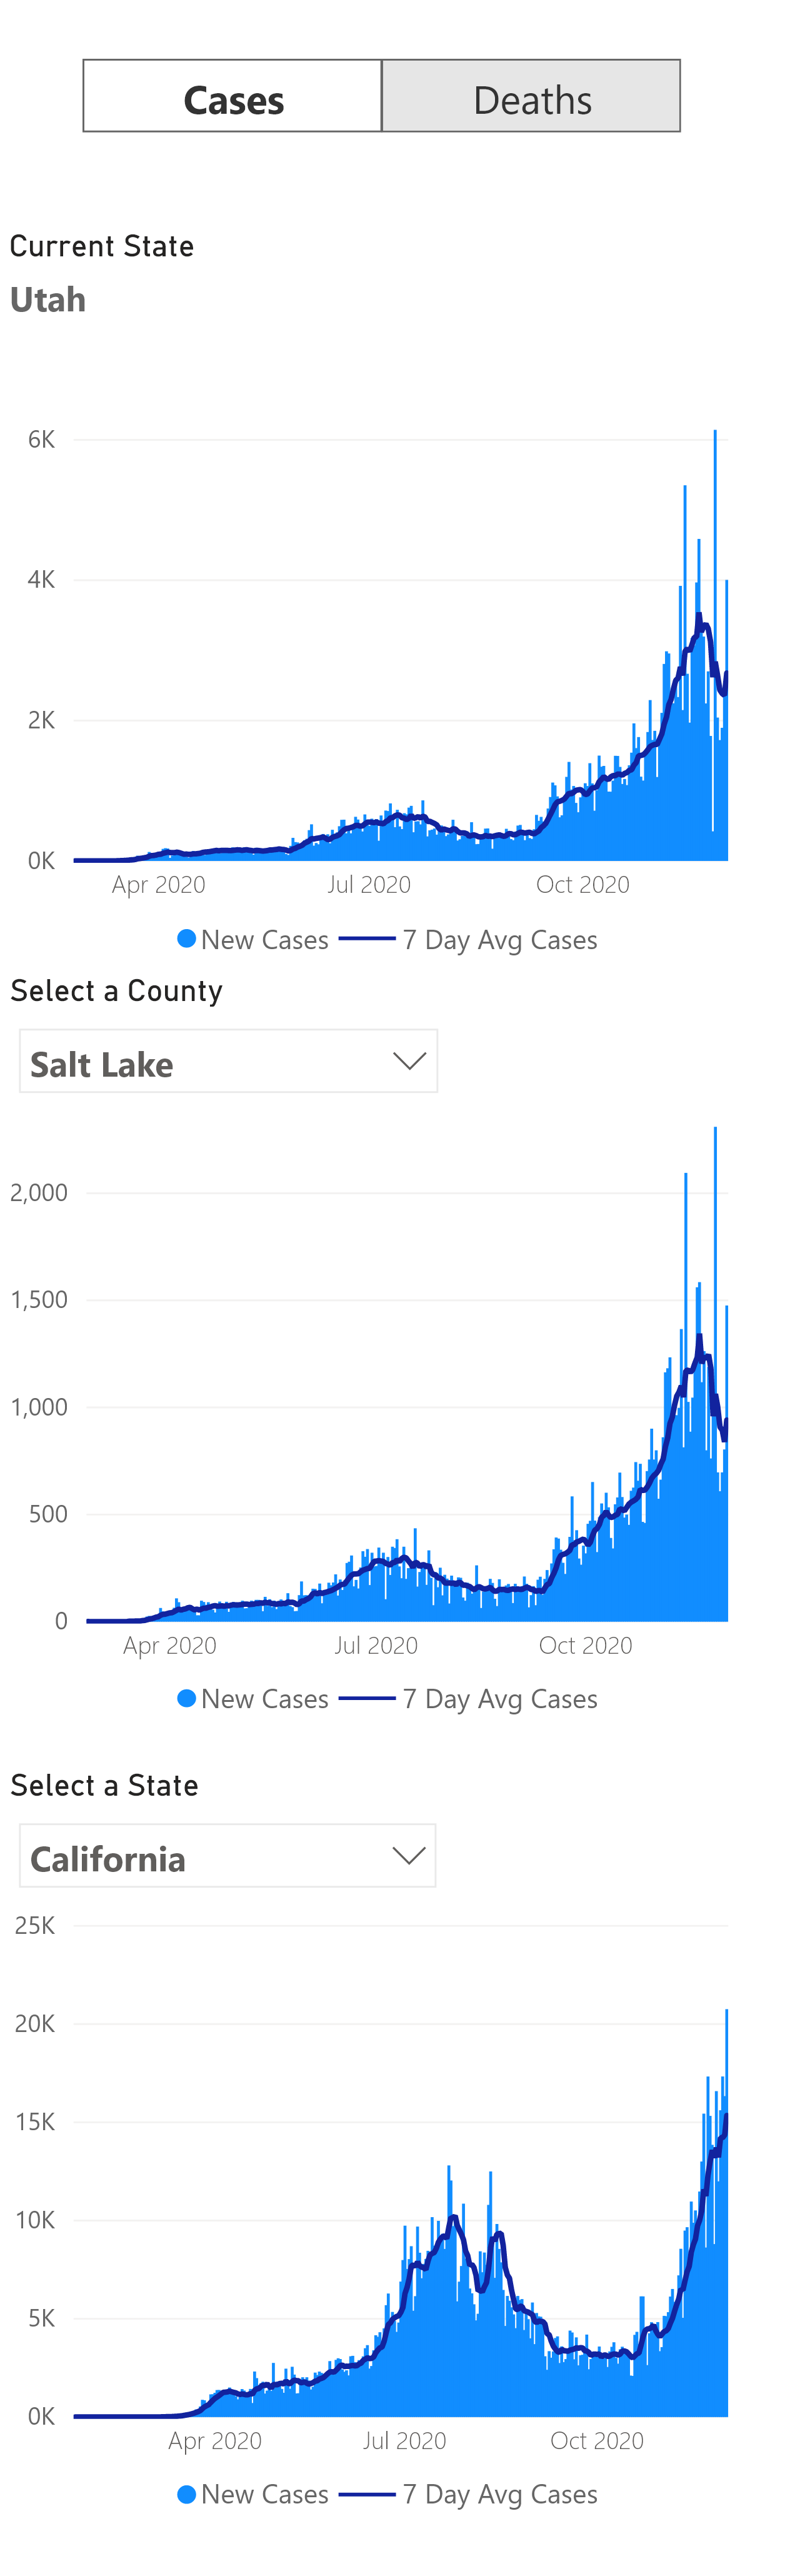 Cases Deaths
Current State
Utah
6K
4K
2K
0K
Apr 2020 Jul 2020 Oct 2020
New Cases 7 Day Avg Cases
Select a County
Salt Lake
2,000
1,500
1,000
500
0
Apr 2020 Jul 2020 Oct 2020
New Cases 7 Day Avg Cases
Select a State
California
25K
20K
15K
10K
5K
0K
Apr 2020 Jul 2020 Oct 2020
New Cases 7 Day Avg Cases